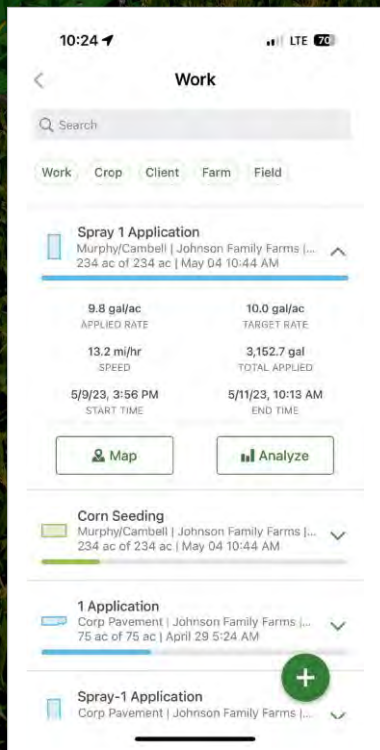 10:24
LTE 70
Work
Search
Work Crop Client Farm Field
Spray 1 Application
Murphy/Cambell | Johnson Family Farms |...
234 ac of 234 ac | May 04 10:44 AM
9.8 gal/ac 10.0 gal/ac
APPLIED RATE TARGET RATE
13.2 mi/hr 3,152.7 gal
SPEED TOTAL APPLIED
5/9/23, 3:56 PM 5/11/23, 10:13 AM
START TIME END TIME
Map Analyze
Corn Seeding
Murphy/Cambell | Johnson Family Farms |...
234 ac of 234 ac | May 04 10:44 AM
1 Application
Corp Pavement | Johnson Family Farms |...
75 ac of 75 ac | April 29 5:24 AM
Spray-1 Application
Corp Pavement | Johnson Family Farms |...